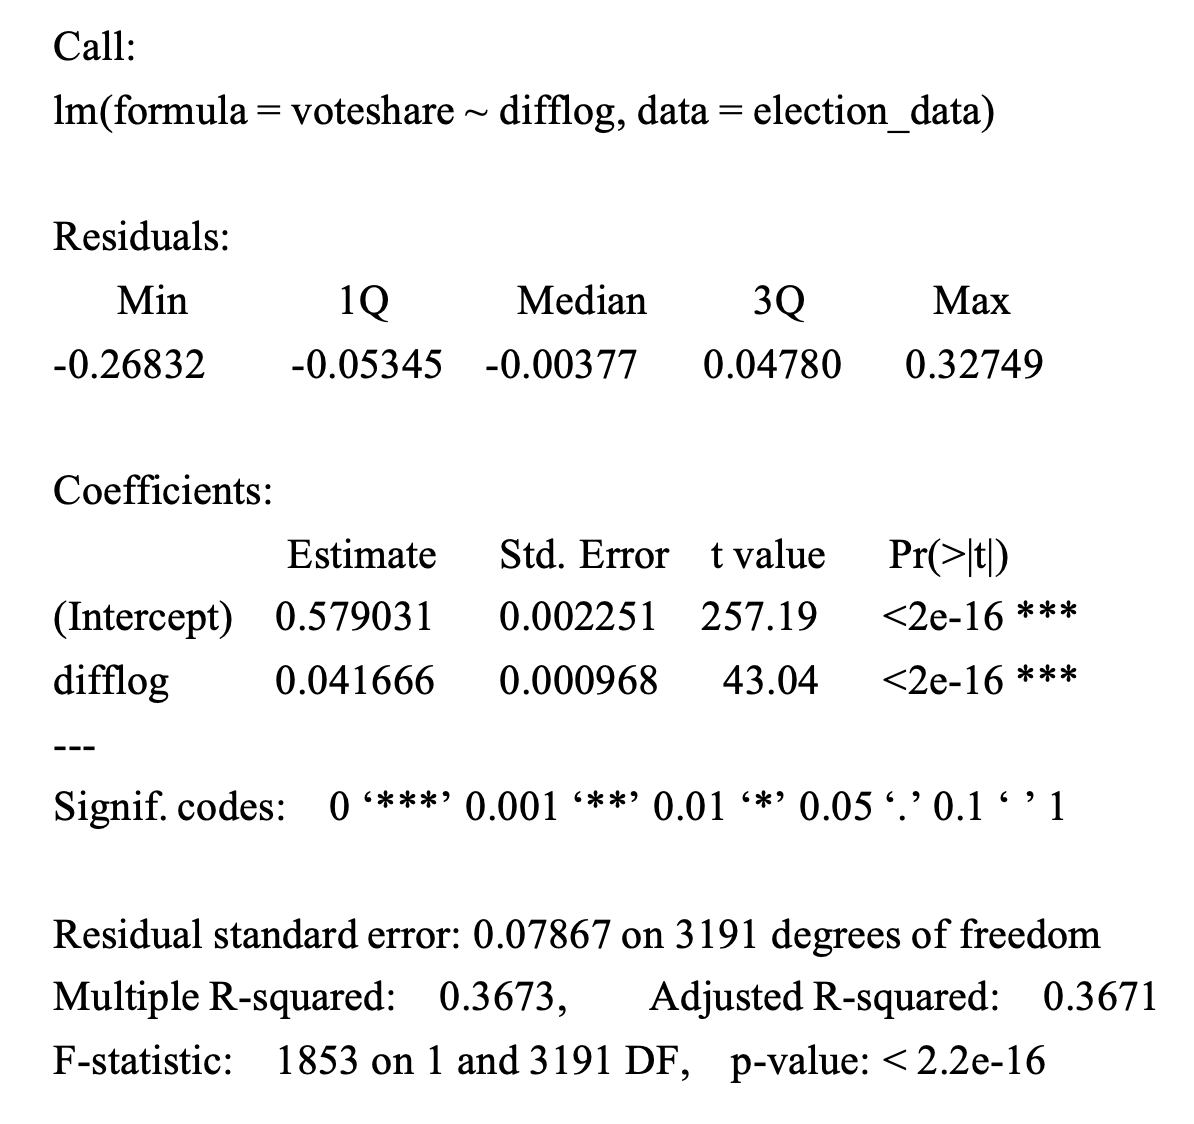 Call:
lm(formula = voteshare ~ difflog, data = election_data)
Residuals:
Min 1Q Median 3Q Max
-0.26832 -0.05345 -0.00377 0.04780 0.32749
Coefficients:
Estimate Std. Error t value Pr(>|t|)
(Intercept) 0.579031 0.002251 257.19 <2e-16 ***
difflog 0.041666 0.000968 43.04 <2e-16 ***
---
Signif. codes: 0 ‘***’ 0.001 ‘**’ 0.01 ‘*’ 0.05 ‘.’ 0.1 ‘ ’ 1
Residual standard error: 0.07867 on 3191 degrees of freedom
Multiple R-squared: 0.3673, Adjusted R-squared: 0.3671
F-statistic: 1853 on 1 and 3191 DF, p-value: < 2.2e-16